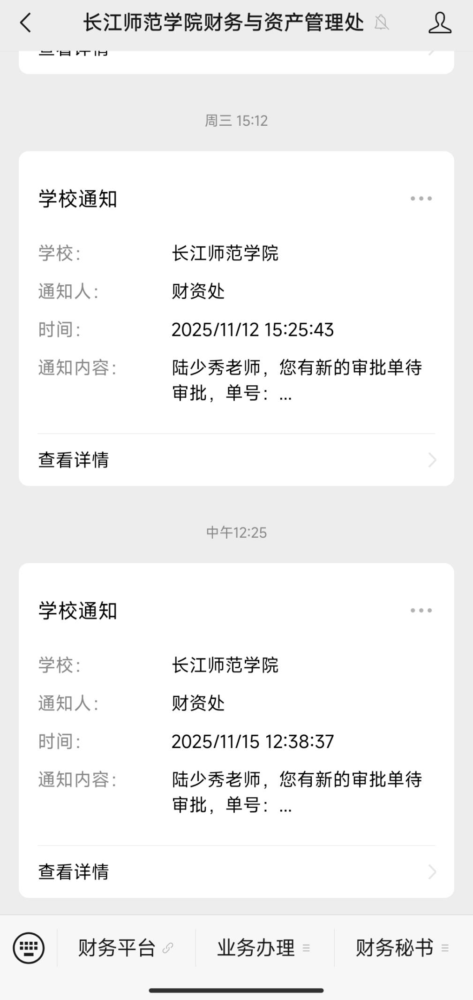 长江师范学院财务与资产管理处
查看详情
周三 15:12
学校通知
学校：
长江师范学院
通知人：
财资处
时间：
2025/11/12 15:25:43
通知内容：
陆少秀老师，您有新的审批单待
审批，单号：...
查看详情
中午12:25
学校通知
学校：
长江师范学院
通知人：
财资处
时间：
2025/11/15 12:38:37
通知内容：
陆少秀老师，您有新的审批单待
审批，单号：...
查看详情
财务平台
业务办理
财务秘书